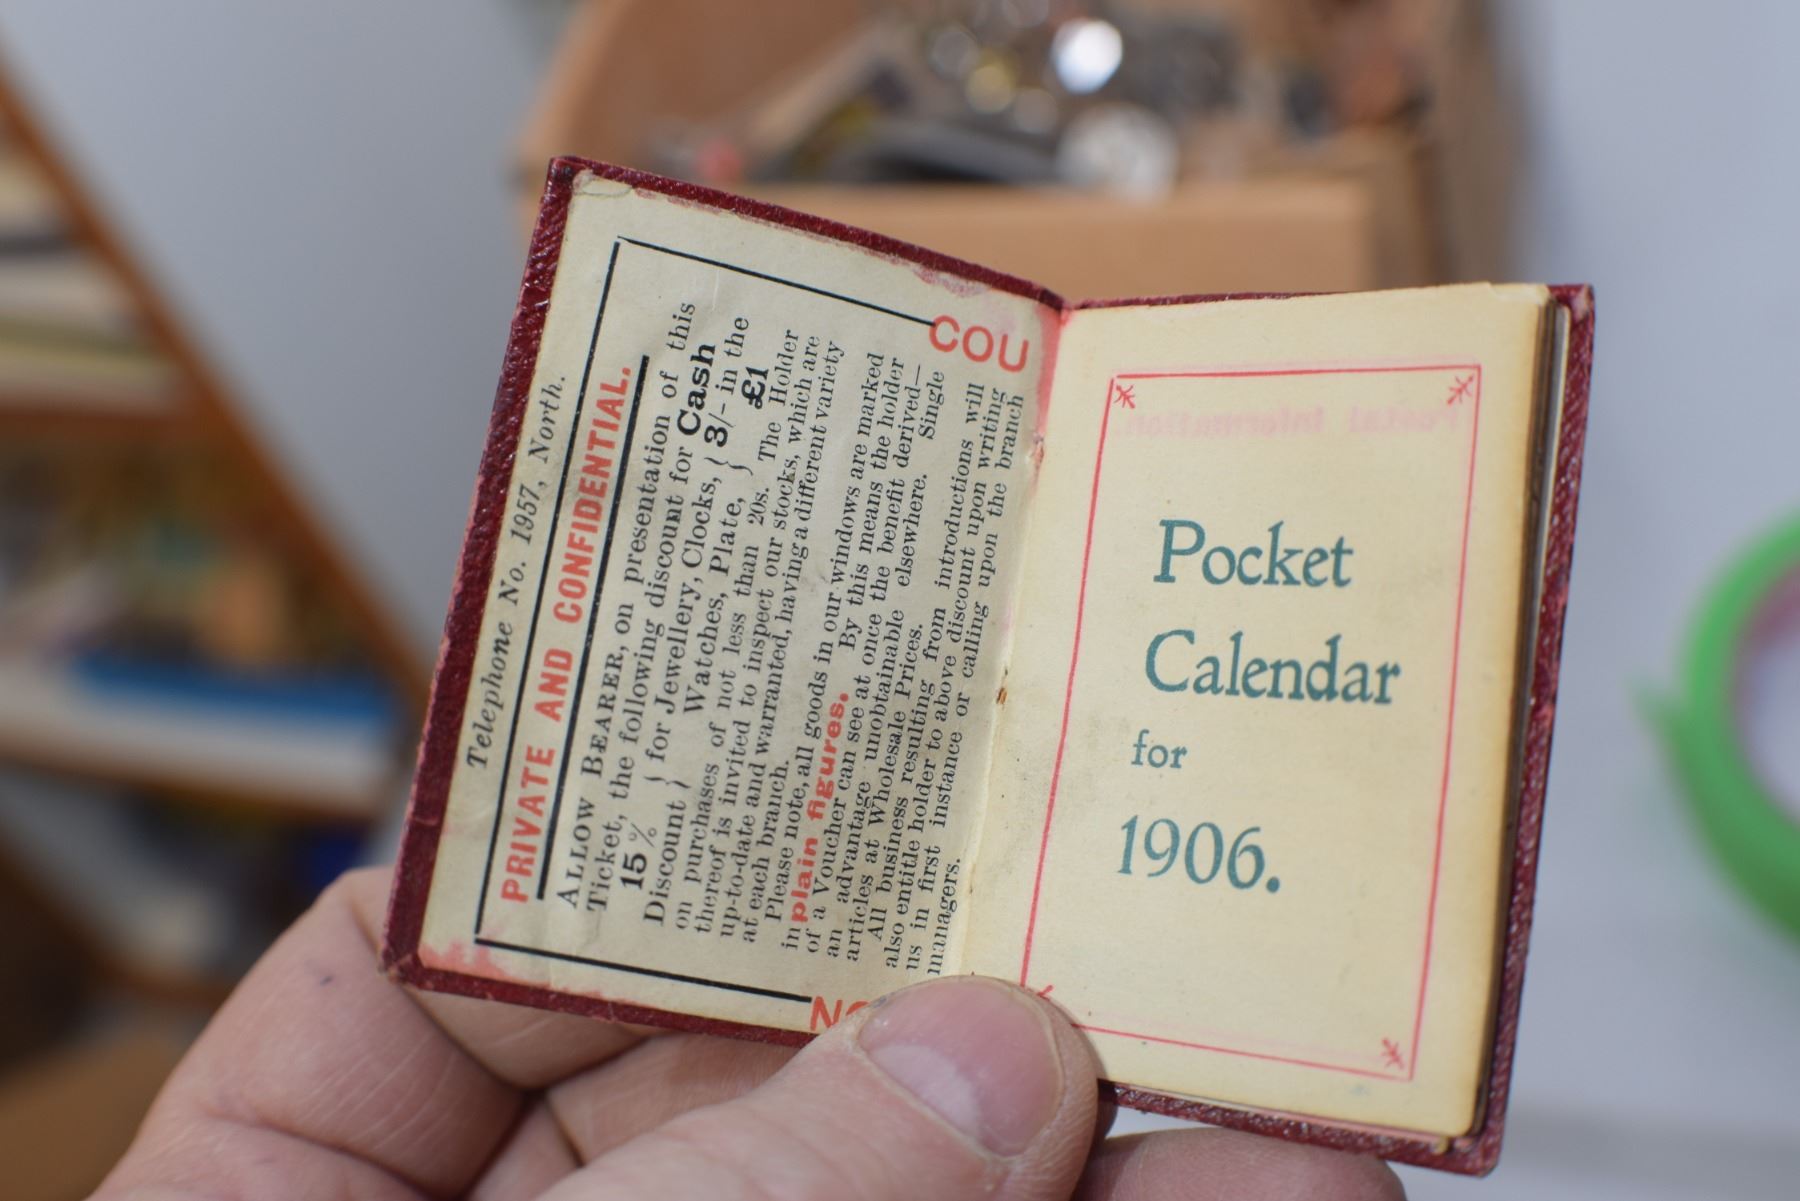 Telephone No. 1957, North.
PRIVATE AND CONFIDENTIAL.
ALLOW BEARER, on presentation of this
Ticket, the following discount for Cash
15 % } for Jewellery, Clocks, { 3/- in the
Discount } Watches, Plate, } £1
on purchases of not less than 20s. The Holder
thereof is invited to inspect our stocks, which are
up-to-date and warranted, having a different variety
at each branch.
Please note, all goods in our windows are marked
in plain figures. By this means the holder
of a Voucher can see at once the benefit derived—
an advantage unobtainable elsewhere. Single
articles at Wholesale Prices.
All business resulting from introductions will
also entitle holder to above discount upon writing
us in first instance or calling upon the branch
managers.
COU
Postal Information.
Pocket
Calendar
for
1906.